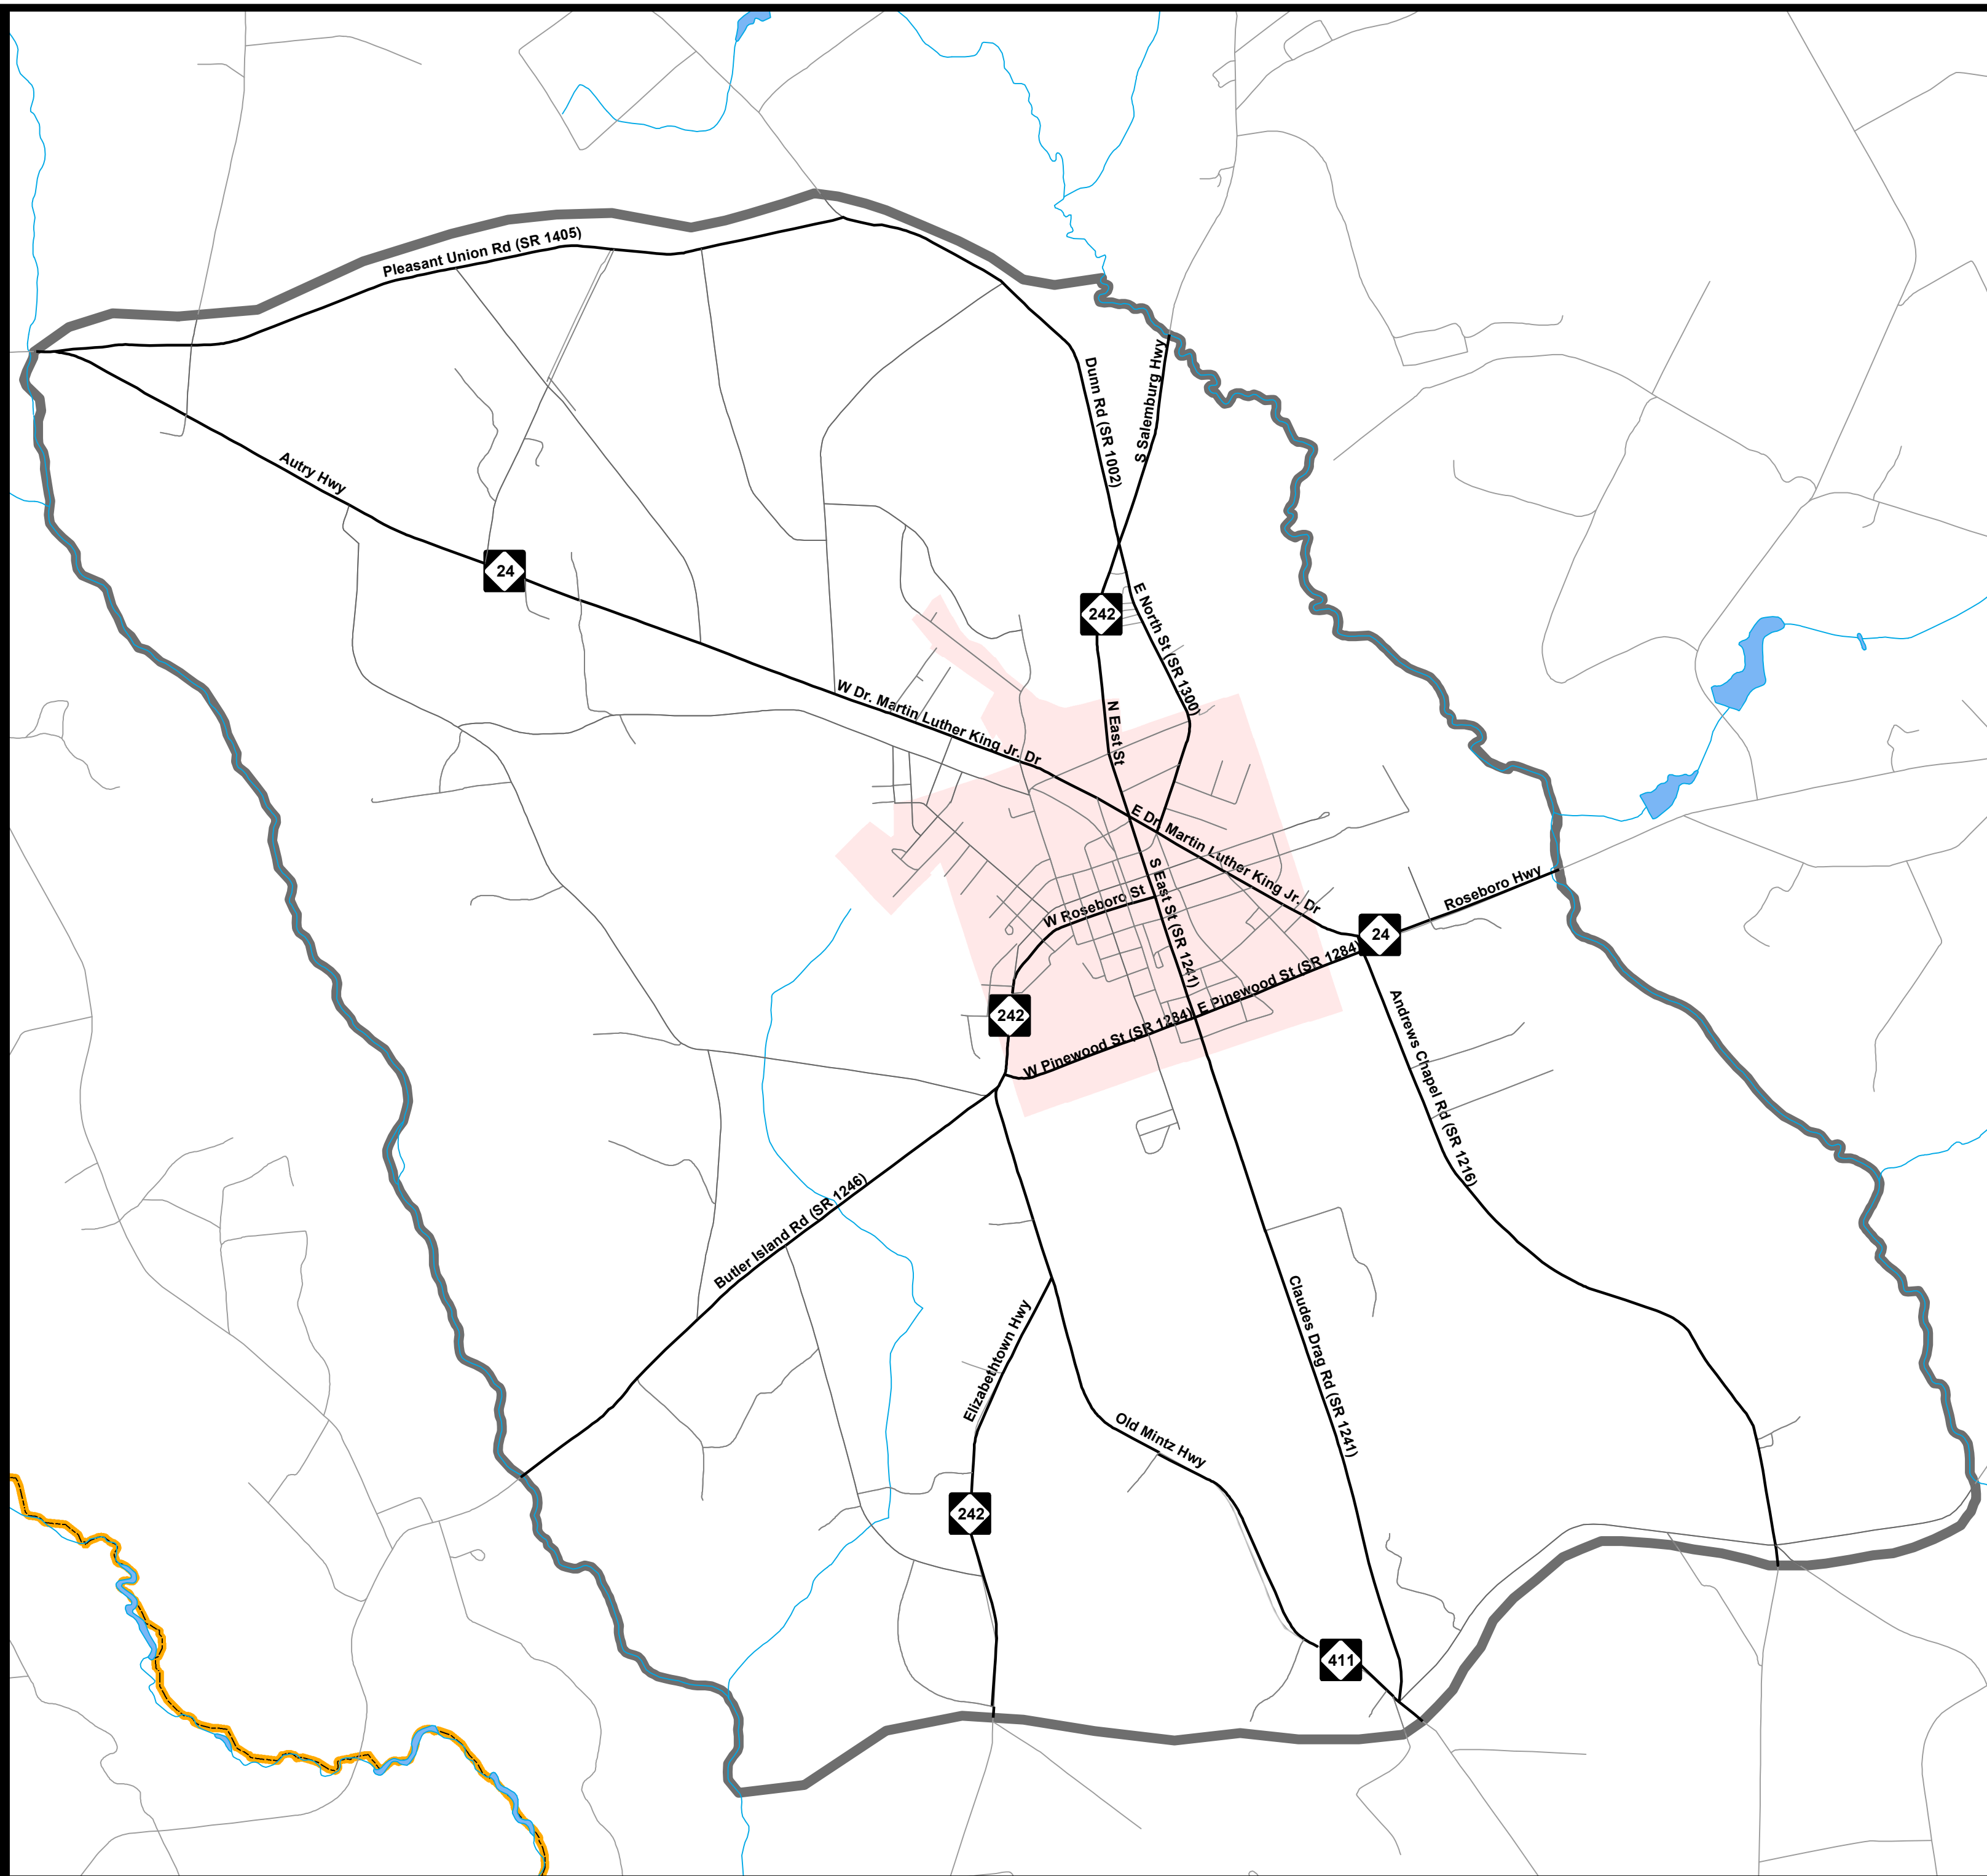 Pleasant Union Rd (SR 1405)
Dunn Rd (SR 1002)
S Salemburg Hwy
Autry Hwy
24
242
E North St (SR 1300)
W Dr. Martin Luther King Jr. Dr
N East St
E Dr. Martin Luther King Jr. Dr
S East St (SR 1241)
Roseboro Hwy
W Roseboro St
24
E Pinewood St (SR 1284)
242
W Pinewood St (SR 1284)
Andrews Chapel Rd (SR 1216)
Butler Island Rd (SR 1246)
Elizabethtown Hwy
Claudes Drag Rd (SR 1241)
Old Mintz Hwy
242
411